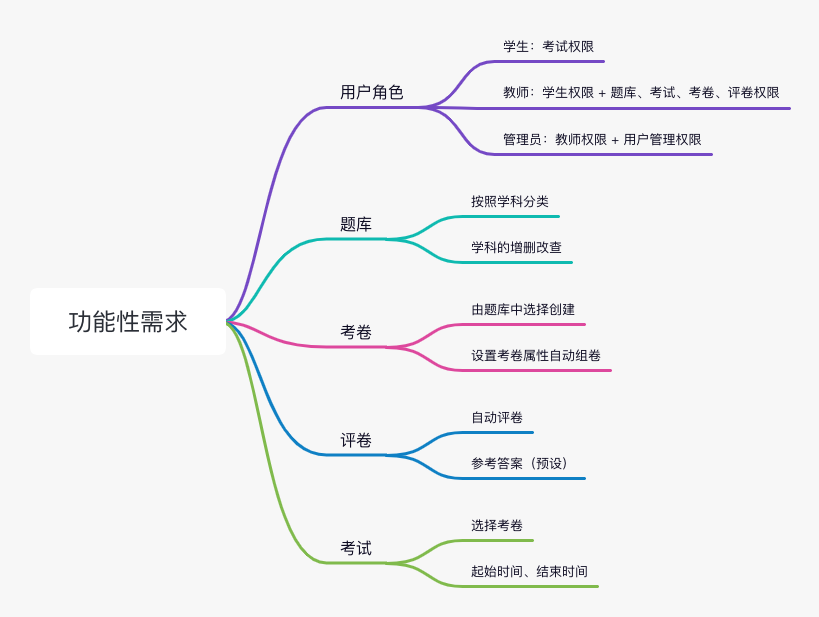 功能性需求
用户角色
学生：考试权限
教师：学生权限 + 题库、考试、考卷、评卷权限
管理员：教师权限 + 用户管理权限
题库
按照学科分类
学科的增删改查
考卷
由题库中选择创建
设置考卷属性自动组卷
评卷
自动评卷
参考答案（预设）
考试
选择考卷
起始时间、结束时间